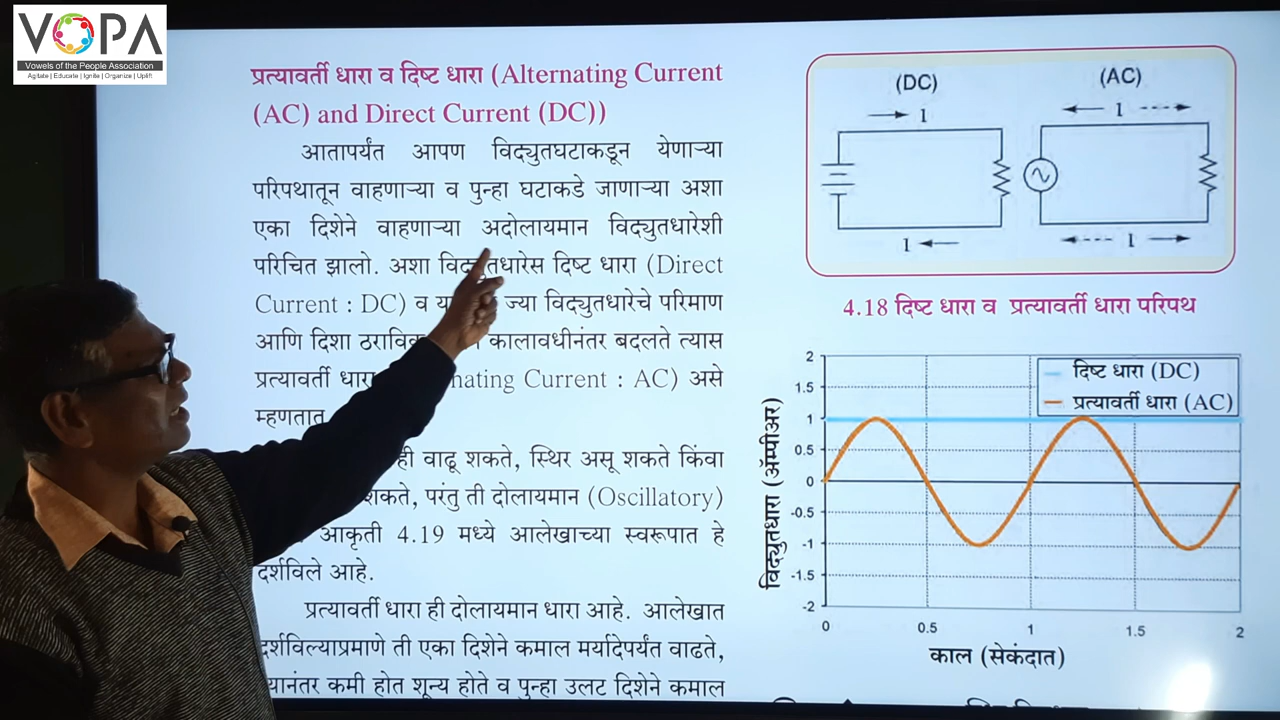 VOPA
Vowels of the People Association
Agitate | Educate | Ignite | Organize | Uplift
प्रत्यावर्ती धारा व दिष्ट धारा (Alternating Current
(AC) and Direct Current (DC))
आतापर्यंत आपण विद्युतघटाकडून येणाऱ्या
परिपथातून वाहणाऱ्या व पुन्हा घटाकडे जाणाऱ्या अशा
एका दिशेने वाहणाऱ्या अदोलायमान विद्युतधारेशी
परिचित झालो. अशा विद्युतधारेस दिष्ट धारा (Direct
Current : DC) व ज्या विद्युतधारेचे परिमाण
आणि दिशा कालावधीनंतर बदलते त्यास
प्रत्यावर्ती धारा Current : AC) असे
म्हणतात
ही वाढू शकते, स्थिर असू शकते किंवा
शकते, परंतु ती दोलायमान (Oscillatory)
आकृती 4.19 मध्ये आलेखाच्या स्वरूपात हे
दर्शविले आहे.
प्रत्यावर्ती धारा ही दोलायमान धारा आहे. आलेखात
दर्शविल्याप्रमाणे ती एका दिशेने कमाल मर्यादेपर्यंत वाढते,
कमी होत शून्य होते व पुन्हा उलट दिशेने कमाल
(DC)
I
I
(AC)
I
I
4.18 दिष्ट धारा व प्रत्यावर्ती धारा परिपथ
दिष्ट धारा (DC)
प्रत्यावर्ती धारा (AC)
विद्युतधारा (ॲम्पीअर)
2
1.5
1
0.5
0
-0.5
-1
-1.5
-2
0 0.5 1 1.5 2
काल (सेकंदात)